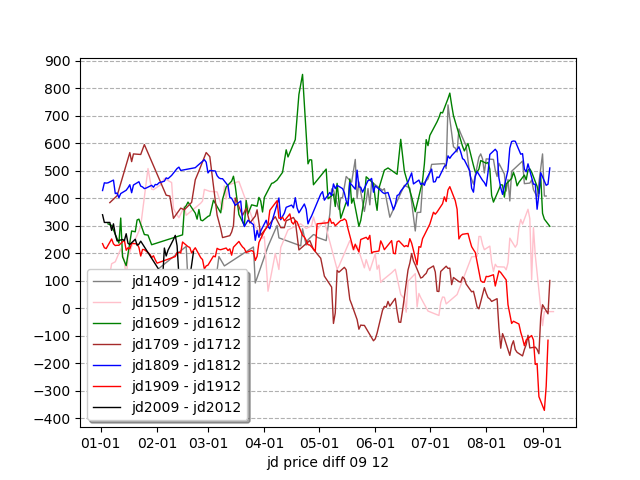 900
800
700
600
500
400
300
200
100
0
−100
−200
−300
−400
jd1409 - jd1412
jd1509 - jd1512
jd1609 - jd1612
jd1709 - jd1712
jd1809 - jd1812
jd1909 - jd1912
jd2009 - jd2012
01-01 02-01 03-01 04-01 05-01 06-01 07-01 08-01 09-01
jd price diff 09 12